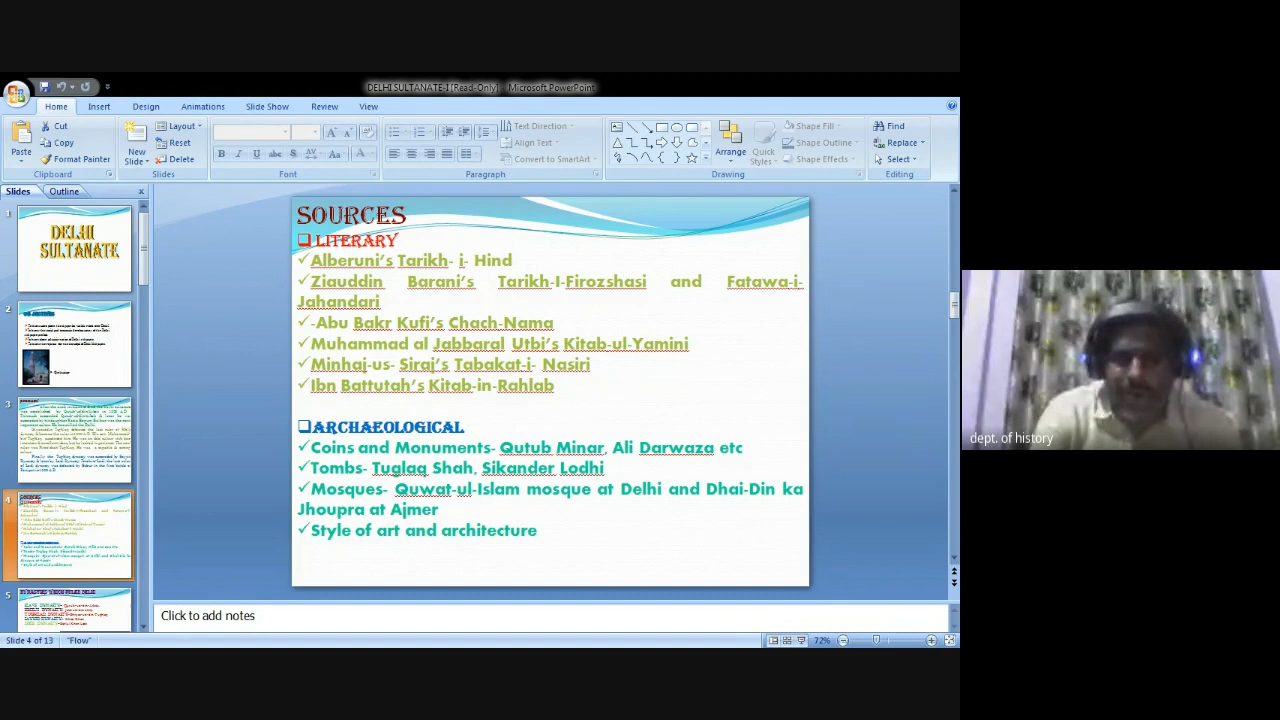 DELHI SULTANATE-I [Read-Only] - Microsoft PowerPoint
Home Insert Design Animations Slide Show Review View
Cut
Copy
Format Painter
Paste
Clipboard
New Slide
Layout
Reset
Delete
Slides
Font
Text Direction
Align Text
Convert to SmartArt
Paragraph
Arrange
Quick Styles
Shape Fill
Shape Outline
Shape Effects
Drawing
Find
Replace
Select
Editing
Slides Outline
1
DELHI
SULTANATE
2
3
4
5
SOURCES
LITERARY
Alberuni's Tarikh- i- Hind
Ziauddin Barani's Tarikh-I-Firozshasi and Fatawa-i-
Jahandari
-Abu Bakr Kufi's Chach-Nama
Muhammad al Jabbaral Utbi's Kitab-ul-Yamini
Minhaj-us- Siraj's Tabakat-i- Nasiri
Ibn Battutah's Kitab-in-Rahlab
ARCHAEOLOGICAL
Coins and Monuments- Qutub Minar, Ali Darwaza etc
Tombs- Tuglaq Shah, Sikander Lodhi
Mosques- Quwat-ul-Islam mosque at Delhi and Dhai-Din ka
Jhoupra at Ajmer
Style of art and architecture
Click to add notes
Slide 4 of 13 "Flow" 72%
dept. of history